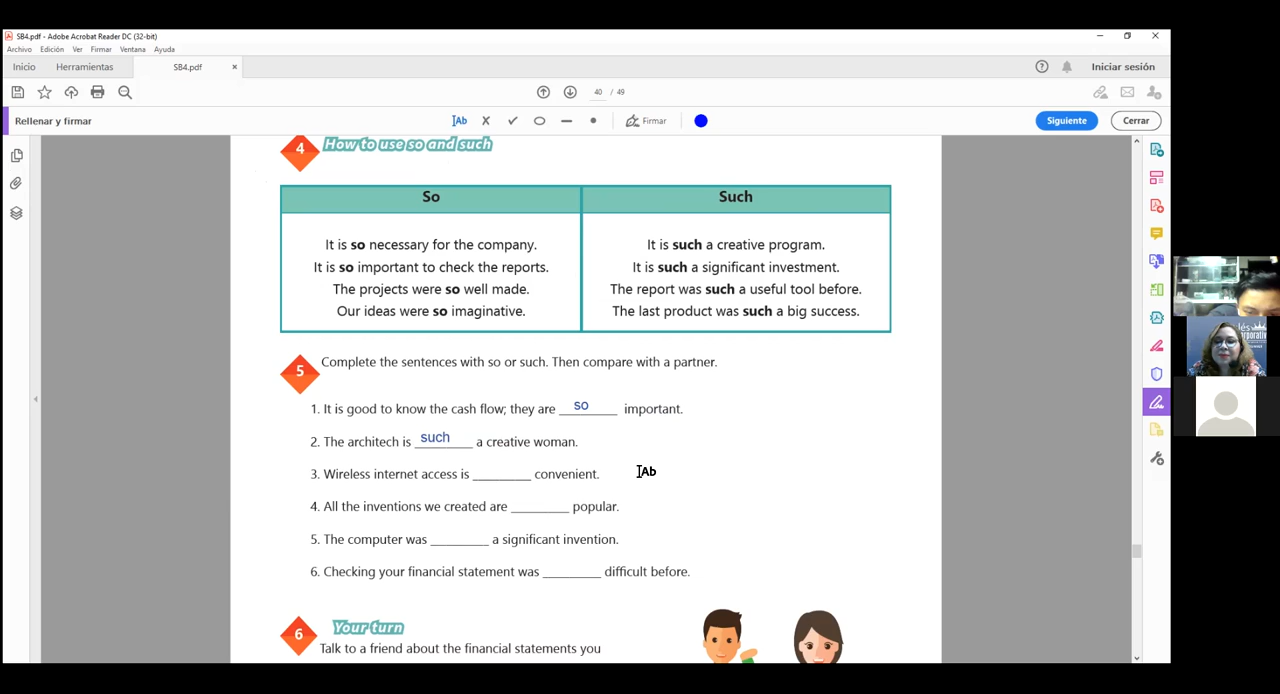 SB4.pdf - Adobe Acrobat Reader DC (32-bit)
Archivo Edición Ver Firmar Ventana Ayuda
Inicio Herramientas SB4.pdf × Iniciar sesión
40 / 49
Rellenar y firmar Ab Firmar Siguiente Cerrar
4 How to use so and such
So Such
It is so necessary for the company. It is such a creative program.
It is so important to check the reports. It is such a significant investment.
The projects were so well made. The report was such a useful tool before.
Our ideas were so imaginative. The last product was such a big success.
5 Complete the sentences with so or such. Then compare with a partner.
1. It is good to know the cash flow; they are so important.
2. The architech is such a creative woman.
3. Wireless internet access is ________ convenient. Ab
4. All the inventions we created are ________ popular.
5. The computer was ________ a significant invention.
6. Checking your financial statement was ________ difficult before.
6 Your turn
Talk to a friend about the financial statements you